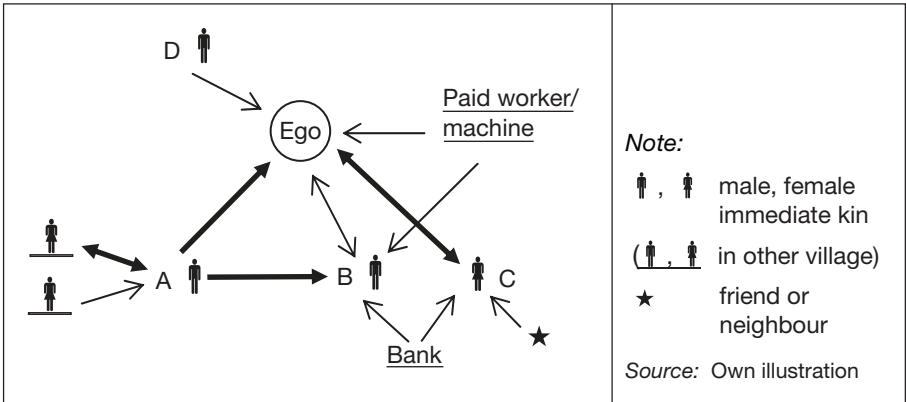 D
Paid worker/
machine
Ego
A
B
C
Bank
Note:
, male, female
immediate kin
( , in other village)
friend or
neighbour
Source: Own illustration